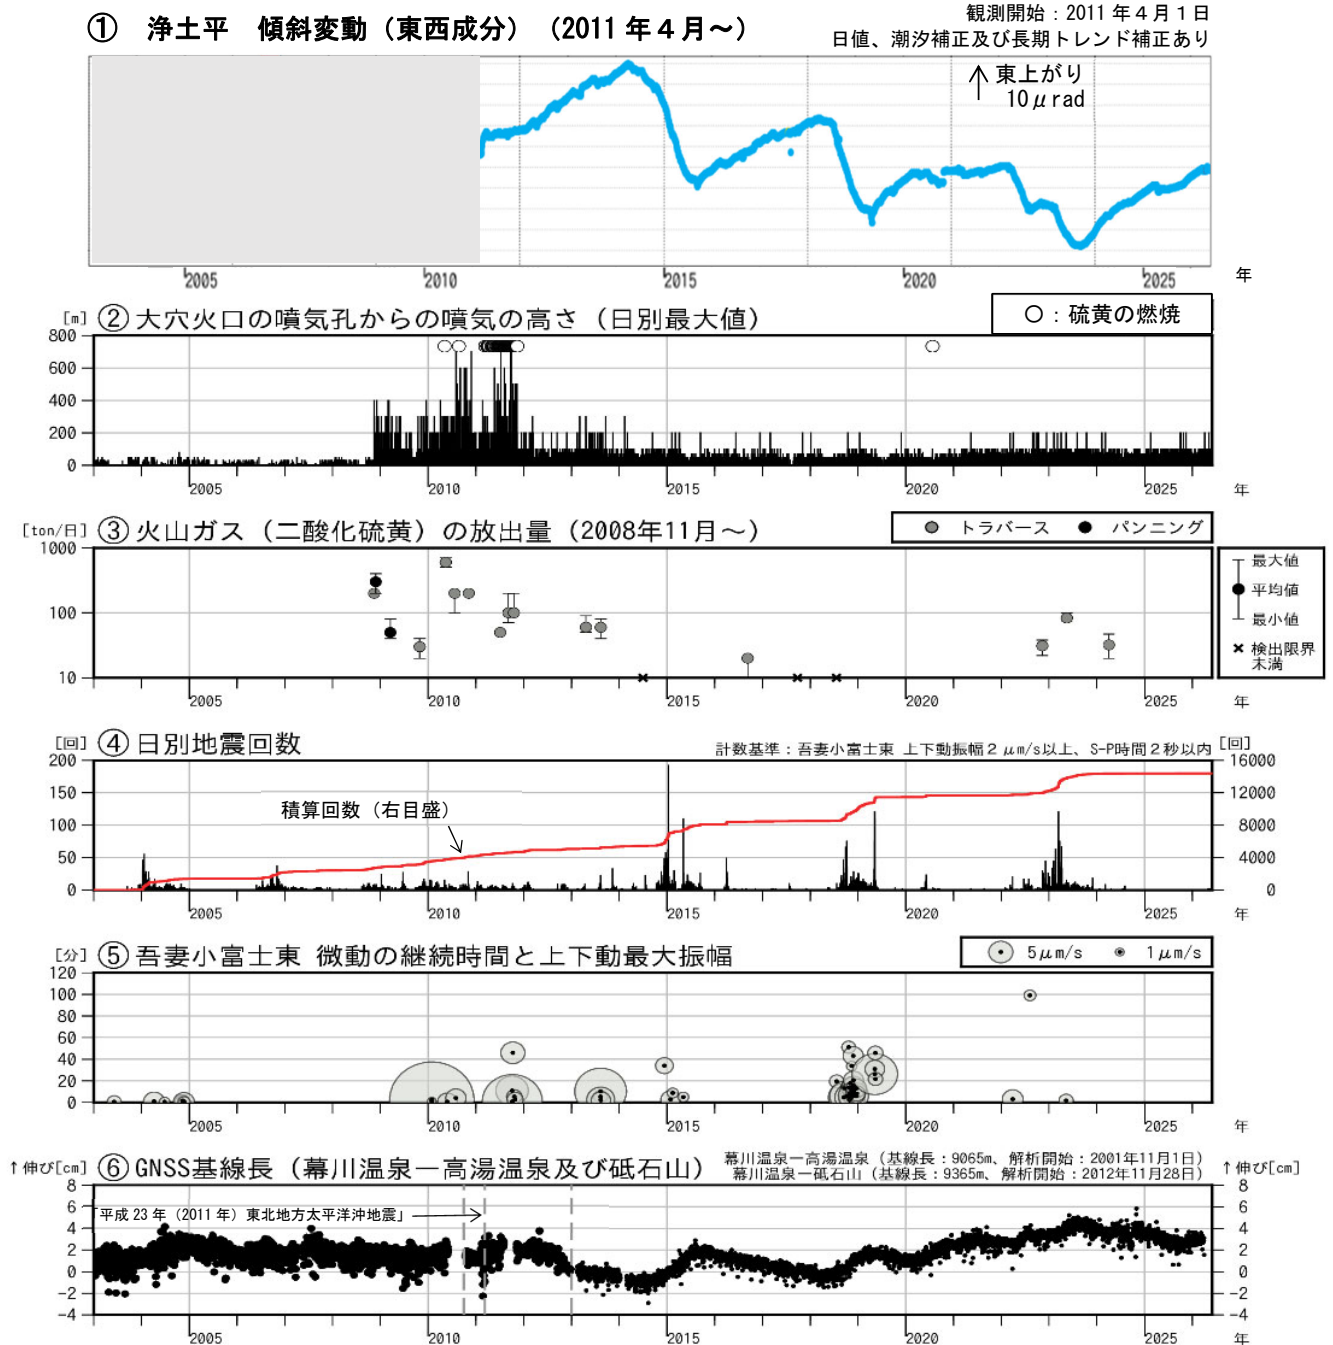 ① 浄土平 傾斜変動(東西成分)(2011年4月~)
観測開始:2011年4月1日
日値、潮汐補正及び長期トレンド補正あり
↑ 東上がり
10μrad
2005 2010 2015 2020 2025 年
[m] ② 大穴火口の噴気孔からの噴気の高さ(日別最大値)
○:硫黄の燃焼
800
600
400
200
0
2005 2010 2015 2020 2025 年
[ton/日] ③ 火山ガス(二酸化硫黄)の放出量(2008年11月~)
トラバース パンニング
1000
100
10
最大値
平均値
最小値
× 検出限界
未満
2005 2010 2015 2020 2025 年
[回] ④ 日別地震回数
計数基準:吾妻小富士東 上下動振幅2μm/s以上、S-P時間2秒以内 [回]
200 16000
150 12000
積算回数(右目盛)
100 8000
50 4000
0 0
2005 2010 2015 2020 2025 年
[分] ⑤ 吾妻小富士東 微動の継続時間と上下動最大振幅
5μm/s 1μm/s
120
100
80
60
40
20
0
2005 2010 2015 2020 2025 年
↑伸び[cm] ⑥ GNSS基線長(幕川温泉-高湯温泉及び砥石山)
幕川温泉-高湯温泉(基線長:9065m、解析開始:2001年11月1日)
幕川温泉-砥石山(基線長:9365m、解析開始:2012年11月28日)
↑伸び[cm]
8 8
6 6
平成23年(2011年)東北地方太平洋沖地震」
4 4
2 2
0 0
-2 -2
-4 -4
2005 2010 2015 2020 2025 年